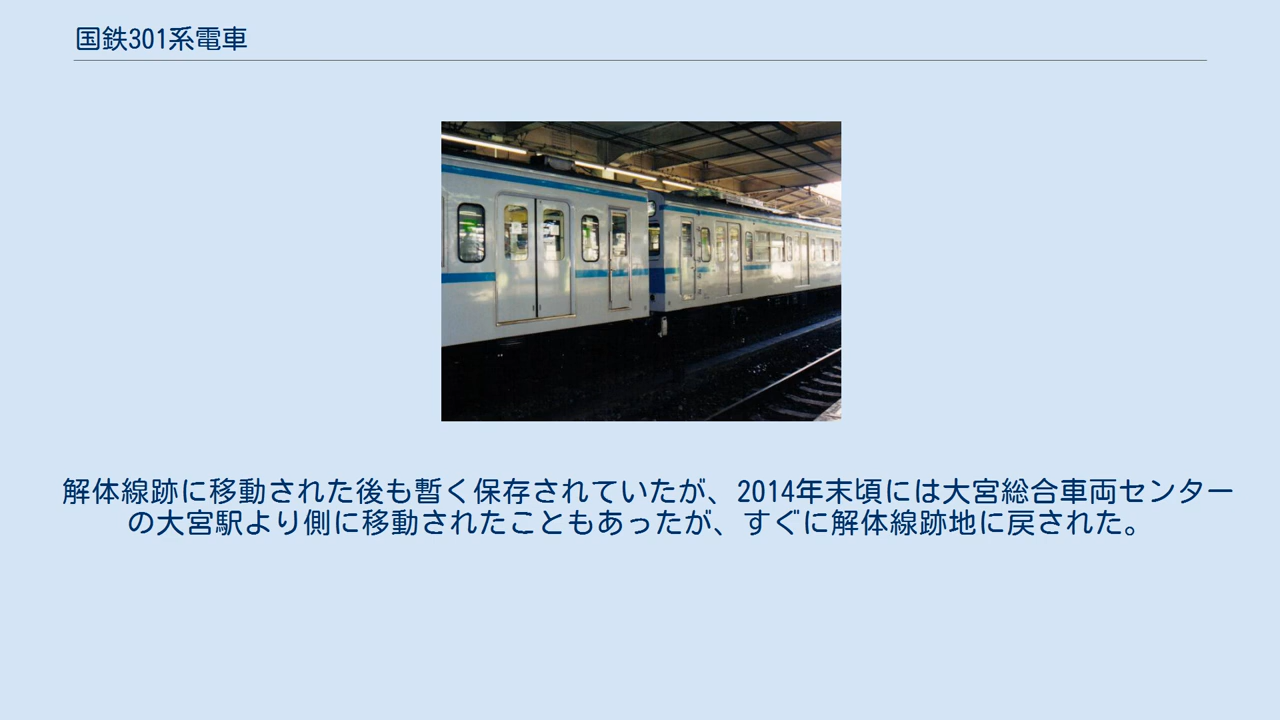 国鉄301系電車
解体線跡に移動された後も暫く保存されていたが、2014年末頃には大宮総合車両センター
の大宮駅より側に移動されたこともあったが、すぐに解体線跡地に戻された。